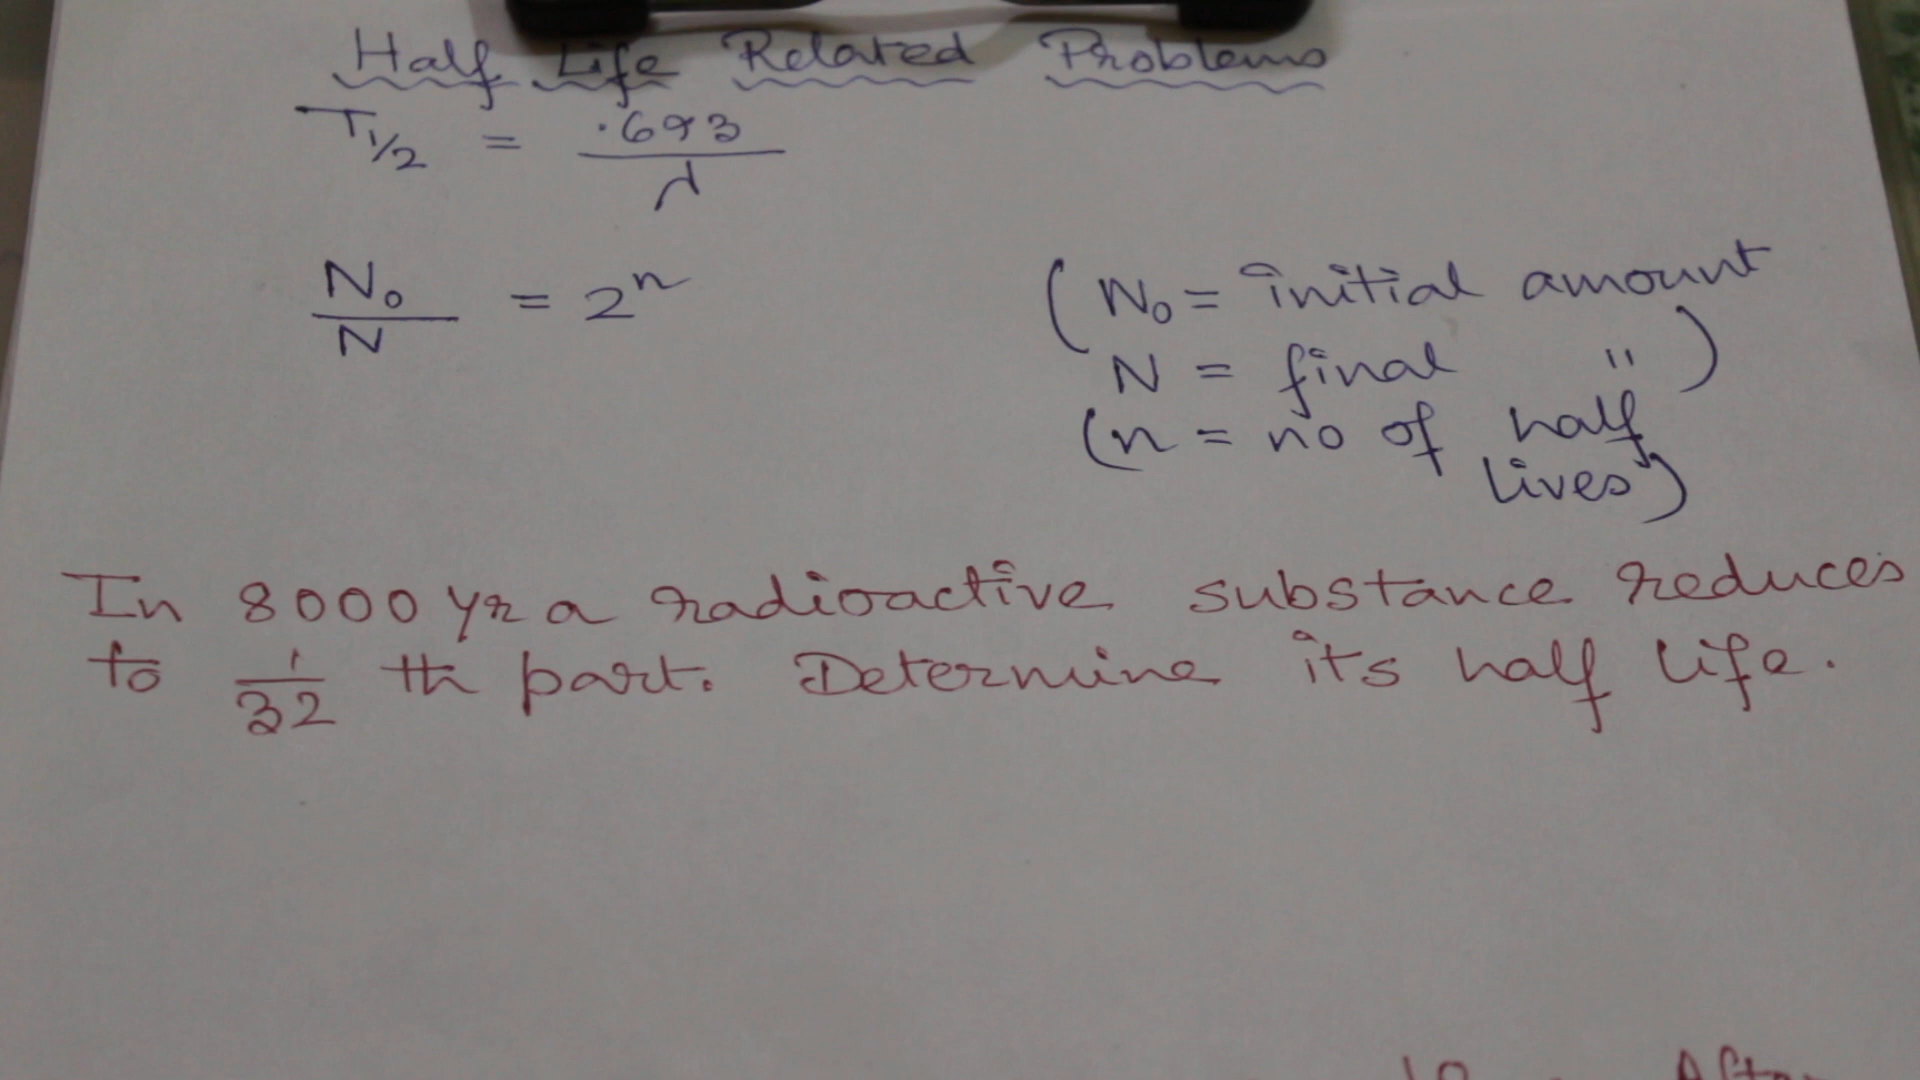 Half Life Related Problems
T1/2 = .693/λ
N₀/N = 2ⁿ
(N₀ = initial amount
N = final ")
(n = no of half
lives)
In 8000 yr a radioactive substance reduces
to 1/32 th part. Determine its half life.